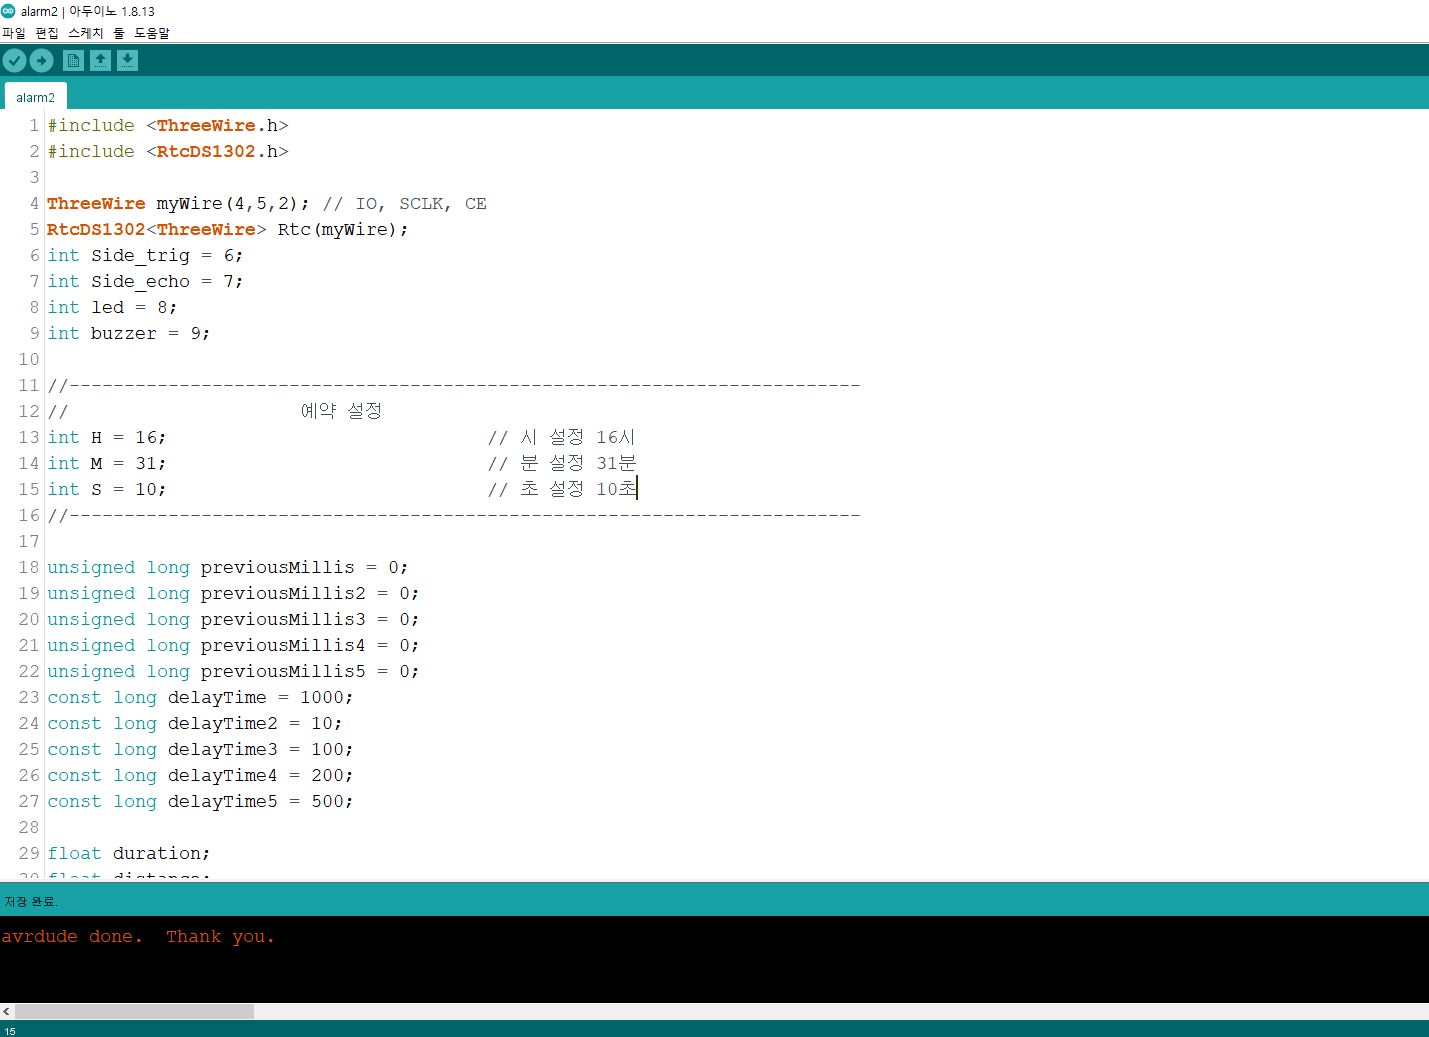 alarm2 | 아두이노 1.8.13
파일 편집 스케치 툴 도움말
alarm2
1 #include <ThreeWire.h>
2 #include <RtcDS1302.h>
3
4 ThreeWire myWire(4,5,2); // IO, SCLK, CE
5 RtcDS1302<ThreeWire> Rtc(myWire);
6 int Side_trig = 6;
7 int Side_echo = 7;
8 int led = 8;
9 int buzzer = 9;
10
11 //------------------------------------------------------------------------
12 // 예약 설정
13 int H = 16; // 시 설정 16시
14 int M = 31; // 분 설정 31분
15 int S = 10; // 초 설정 10초
16 //------------------------------------------------------------------------
17
18 unsigned long previousMillis = 0;
19 unsigned long previousMillis2 = 0;
20 unsigned long previousMillis3 = 0;
21 unsigned long previousMillis4 = 0;
22 unsigned long previousMillis5 = 0;
23 const long delayTime = 1000;
24 const long delayTime2 = 10;
25 const long delayTime3 = 100;
26 const long delayTime4 = 200;
27 const long delayTime5 = 500;
28
29 float duration;
30 float distance;
저장 완료.
avrdude done.  Thank you.
15